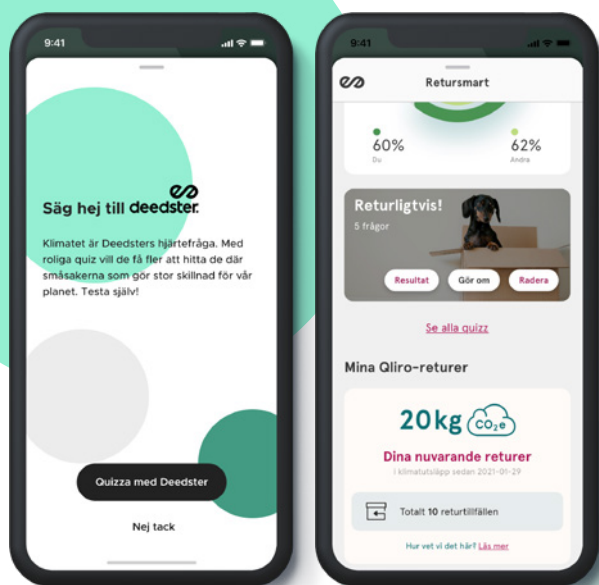 9:41
Säg hej till deedster.
Klimatet är Deedsters hjärtefråga. Med
roliga quiz vill de få fler att hitta de där
småsakerna som gör stor skillnad för vår
planet. Testa själv!
Quizza med Deedster
Nej tack
9:41
Retursmart
60%
Du
62%
Andra
Returligtvis!
5 frågor
Resultat
Gör om
Radera
Se alla quizz
Mina Qliro-returer
20kg CO₂e
Dina nuvarande returer
I klimatutsläpp sedan 2021-01-29
Totalt 10 returtillfällen
Hur vet vi det här? Läs mer